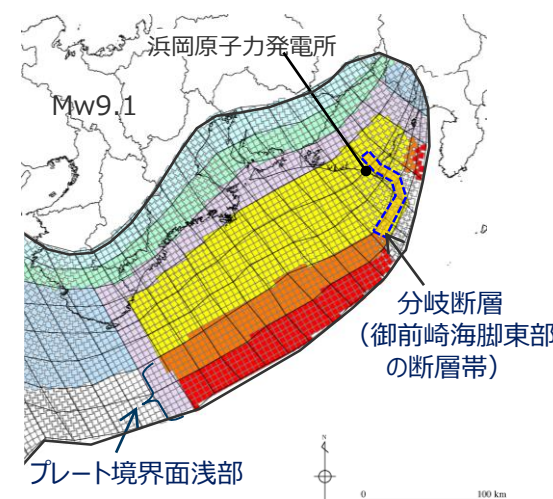 浜岡原子力発電所
Mw9.1
分岐断層
（御前崎海脚東部
の断層帯）
プレート境界面浅部
N
0 100 km